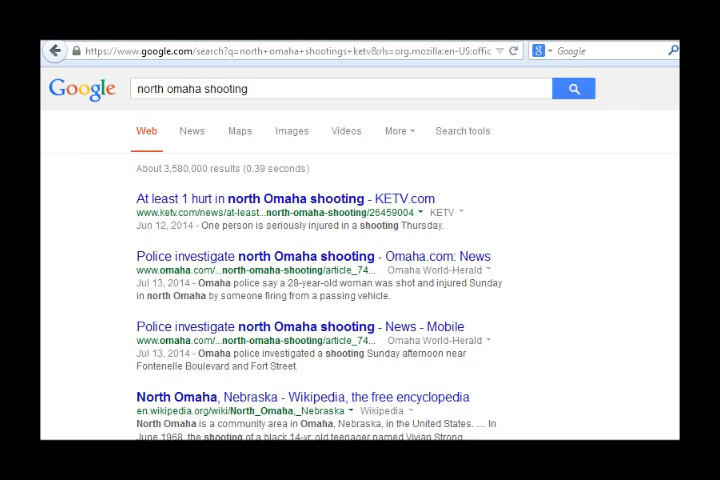 https://www.google.com/search?q=north+omaha+shootings+ketv&rls=org.mozilla:en-US:offic
Google
Google
north omaha shooting
Web News Maps Images Videos More Search tools
About 3,580,000 results (0.39 seconds)
At least 1 hurt in north Omaha shooting - KETV.com
www.ketv.com/news/at-least...north-omaha-shooting/26459004 KETV
Jun 12, 2014 - One person is seriously injured in a shooting Thursday.
Police investigate north Omaha shooting - Omaha.com: News
www.omaha.com/...north-omaha-shooting/article_74... Omaha World-Herald
Jul 13, 2014 - Omaha police say a 28-year-old woman was shot and injured Sunday
in north Omaha by someone firing from a passing vehicle.
Police investigate north Omaha shooting - News - Mobile
www.omaha.com/...north-omaha-shooting/article_74... Omaha World-Herald
Jul 13, 2014 - Omaha police investigated a shooting Sunday afternoon near
Fontenelle Boulevard and Fort Street.
North Omaha, Nebraska - Wikipedia, the free encyclopedia
en.wikipedia.org/wiki/North_Omaha,_Nebraska Wikipedia
North Omaha is a community area in Omaha, Nebraska, in the United States. .... In
June 1968, the shooting of a black 14-yr. old teenager named Vivian Strong